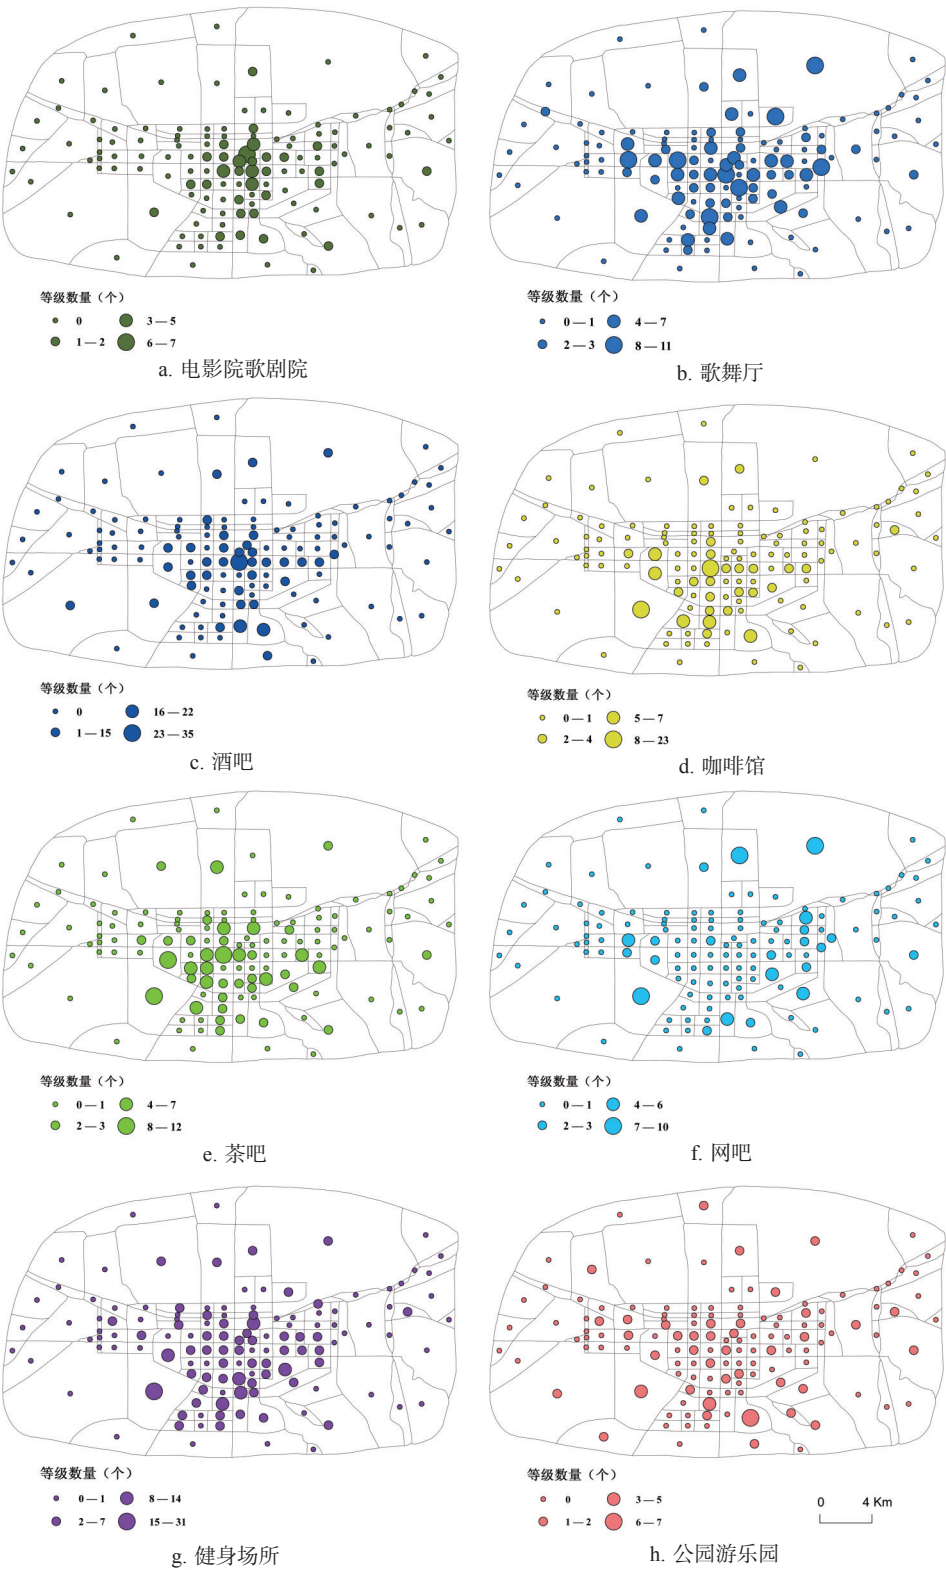 等级数量（个）
0
3 — 5
1 — 2
6 — 7
a. 电影院歌剧院
等级数量（个）
0 — 1
4 — 7
2 — 3
8 — 11
b. 歌舞厅
等级数量（个）
0
16 — 22
1 — 15
23 — 35
c. 酒吧
等级数量（个）
0 — 1
5 — 7
2 — 4
8 — 23
d. 咖啡馆
等级数量（个）
0 — 1
4 — 7
2 — 3
8 — 12
e. 茶吧
等级数量（个）
0 — 1
4 — 6
2 — 3
7 — 10
f. 网吧
等级数量（个）
0 — 1
8 — 14
2 — 7
15 — 31
g. 健身场所
等级数量（个）
0
3 — 5
1 — 2
6 — 7
0 4 Km
h. 公园游乐园